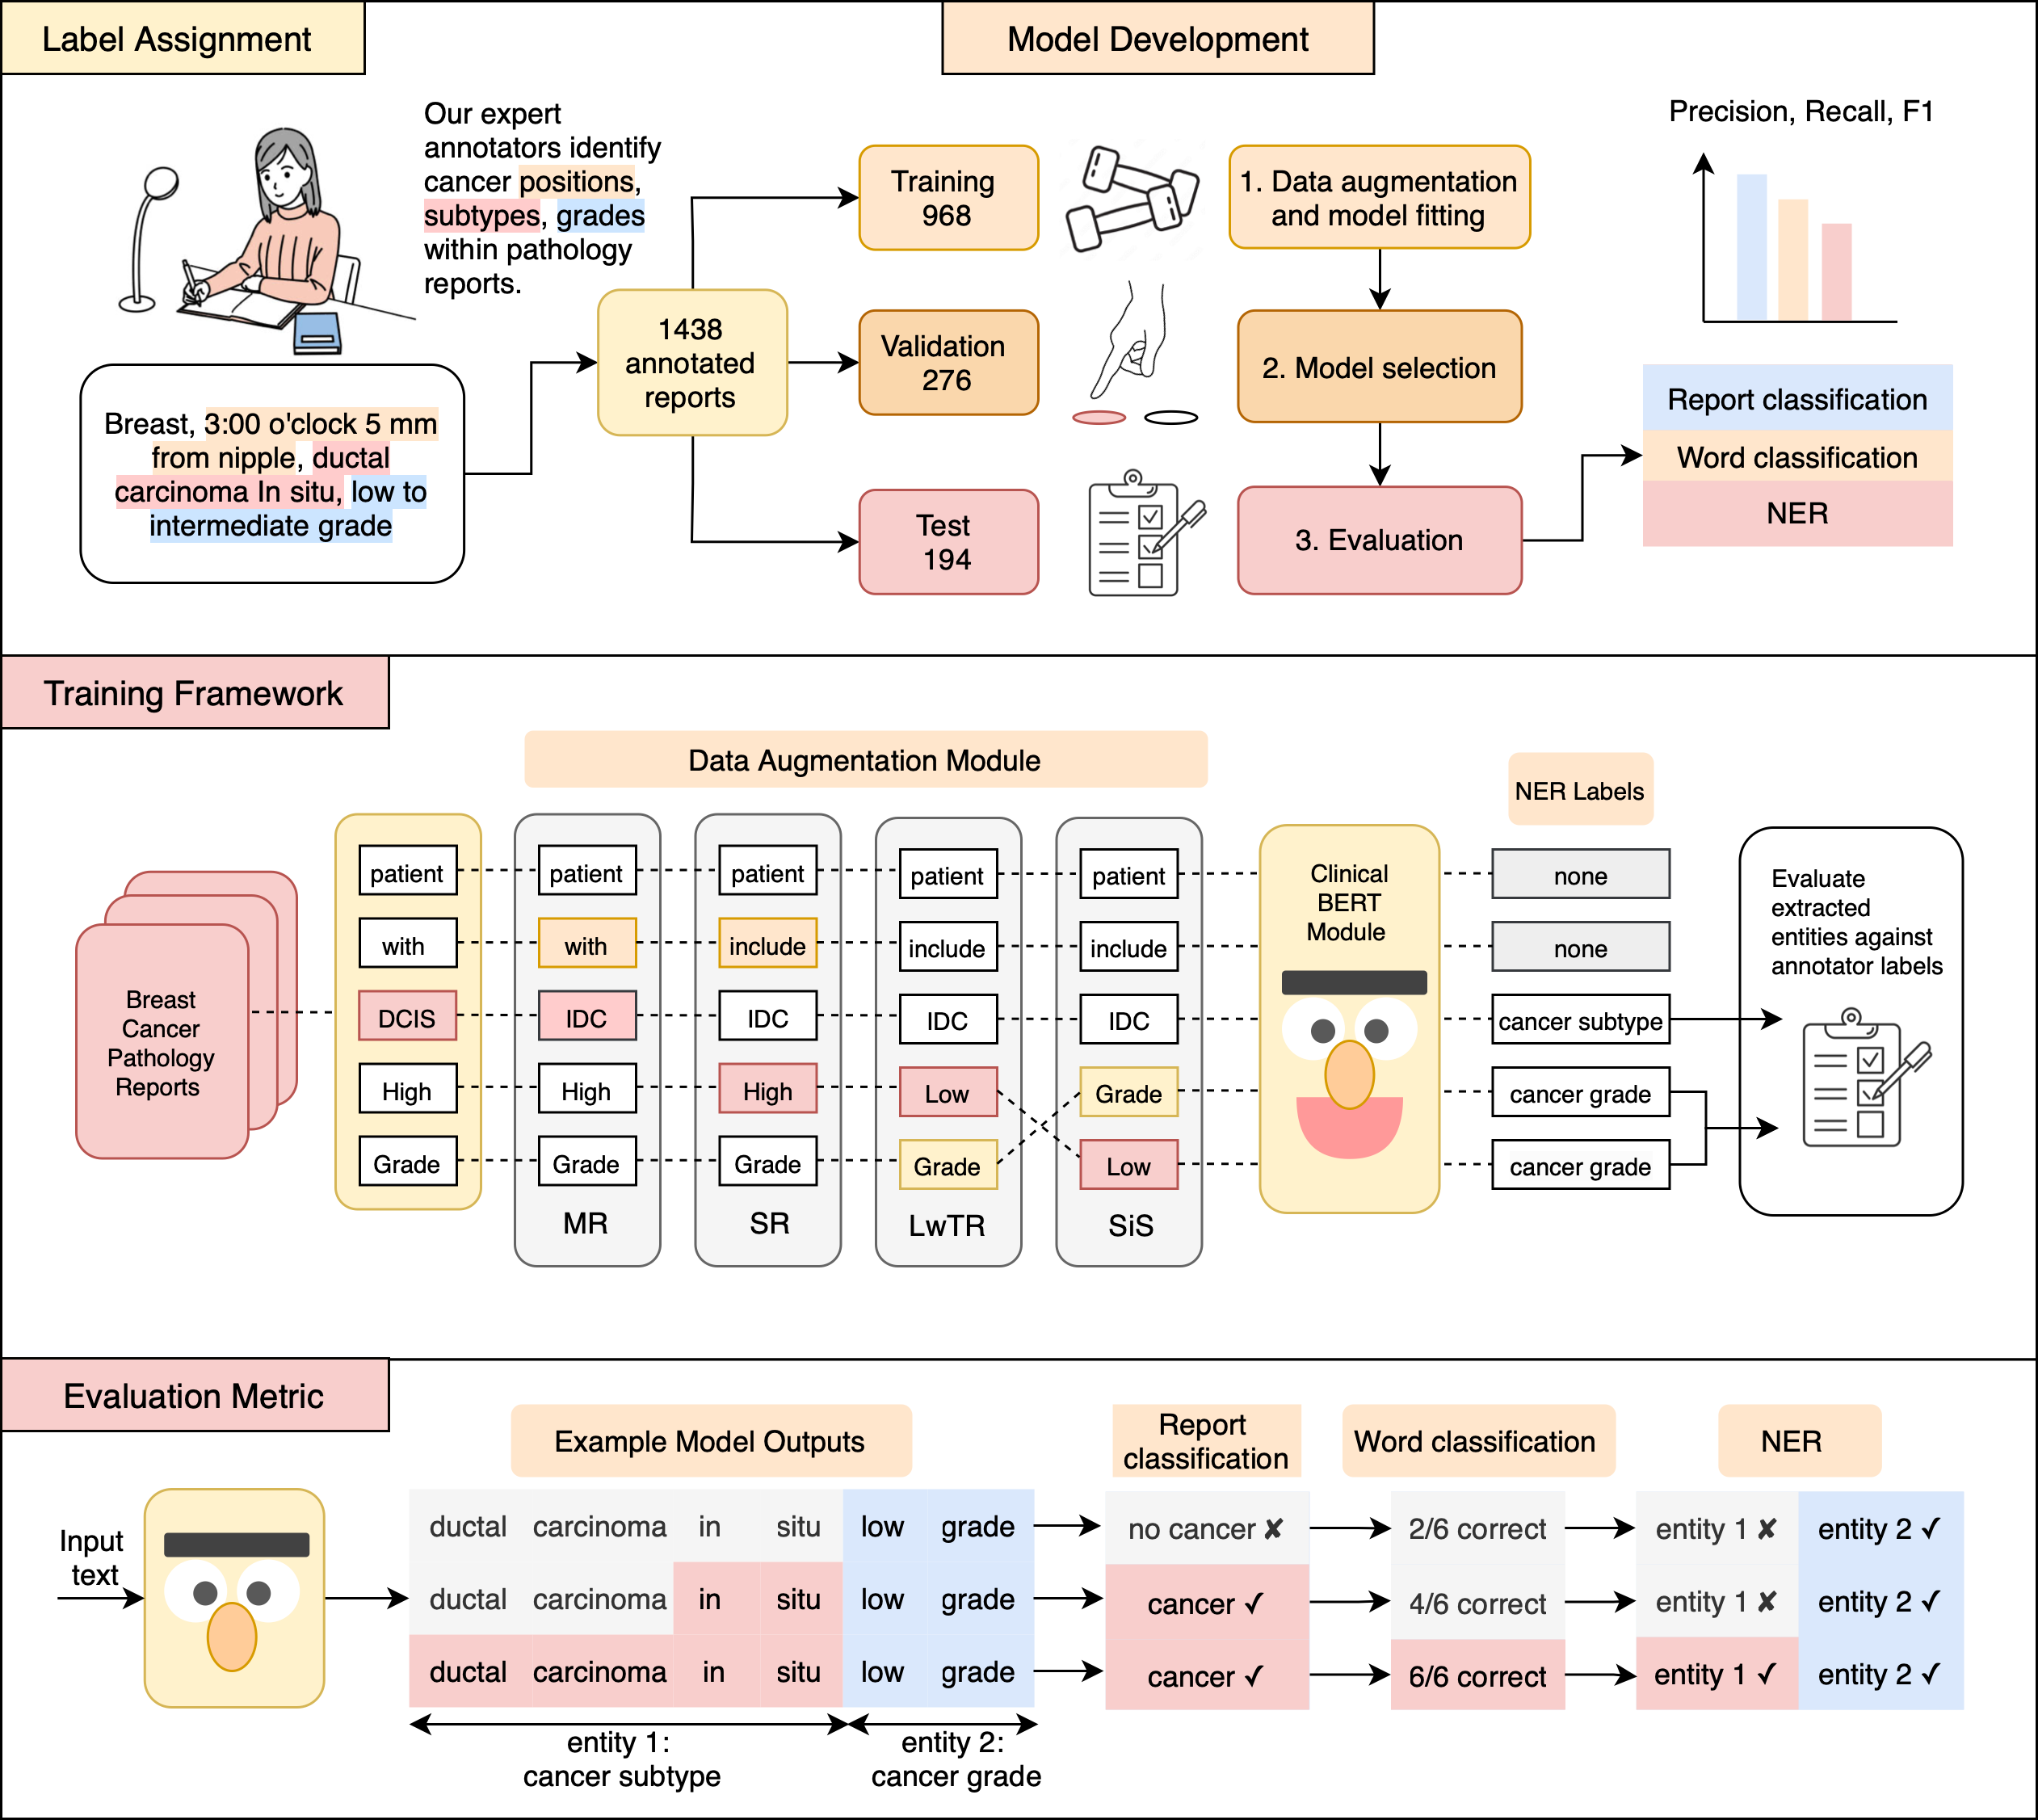 Label Assignment
Model Development
Our expert
annotators identify
cancer positions,
subtypes, grades
within pathology
reports.
Breast, 3:00 o'clock 5 mm
from nipple, ductal
carcinoma In situ, low to
intermediate grade
1438
annotated
reports
Training
968
Validation
276
Test
194
1. Data augmentation
and model fitting
2. Model selection
3. Evaluation
Precision, Recall, F1
Report classification
Word classification
NER
Training Framework
Data Augmentation Module
NER Labels
Breast
Cancer
Pathology
Reports
patient
with
DCIS
High
Grade
patient
with
IDC
High
Grade
MR
patient
include
IDC
High
Grade
SR
patient
include
IDC
Low
Grade
LwTR
patient
include
IDC
Grade
Low
SiS
Clinical
BERT
Module
none
none
cancer subtype
cancer grade
cancer grade
Evaluate
extracted
entities against
annotator labels
Evaluation Metric
Example Model Outputs
Report
classification
Word classification
NER
Input
text
ductal carcinoma in situ low grade no cancer ✘ 2/6 correct entity 1 ✘ entity 2 ✓
ductal carcinoma in situ low grade cancer ✓ 4/6 correct entity 1 ✘ entity 2 ✓
ductal carcinoma in situ low grade cancer ✓ 6/6 correct entity 1 ✓ entity 2 ✓
entity 1:
cancer subtype
entity 2:
cancer grade